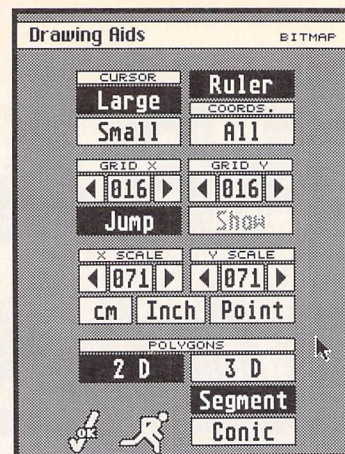 Drawing Aids BITMAP
CURSOR
Large
Small
Ruler
COORDS.
All
GRID X GRID Y
016 016
Jump Show
X SCALE Y SCALE
071 071
cm Inch Point
POLYGONS
2 D 3 D
Segment
Conic
OK